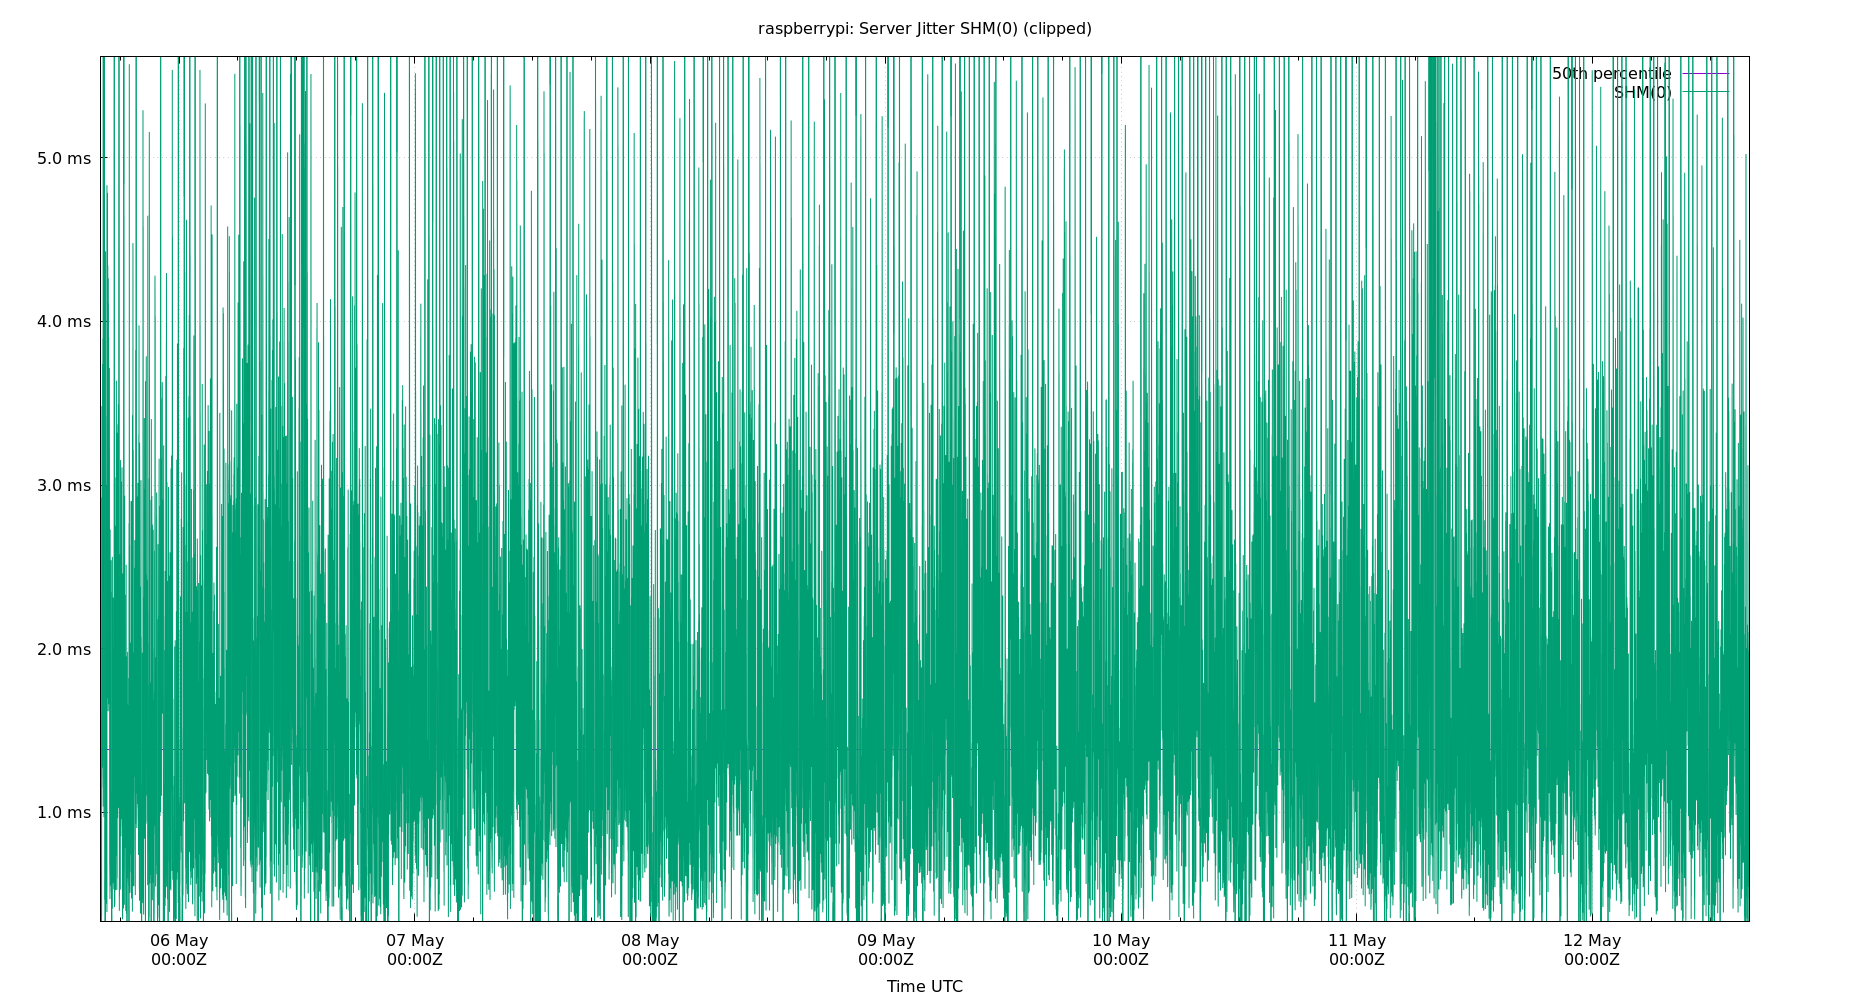 raspberrypi: Server Jitter SHM(0) (clipped)
50th percentile
SHM(0)
5.0 ms
4.0 ms
3.0 ms
2.0 ms
1.0 ms
06 May 07 May 08 May 09 May 10 May 11 May 12 May
00:00Z 00:00Z 00:00Z 00:00Z 00:00Z 00:00Z 00:00Z
Time UTC